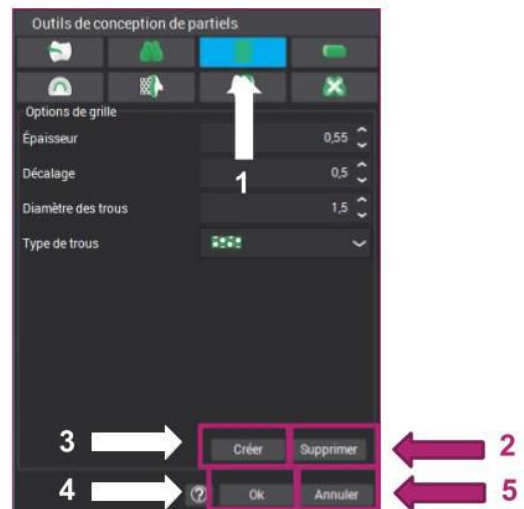 Outils de conception de partiels
Options de grille
Épaisseur 0,55
Décalage 0,5
1
Diamètre des trous 1,5
Type de trous
3 Créer Supprimer 2
4 ? Ok Annuler 5